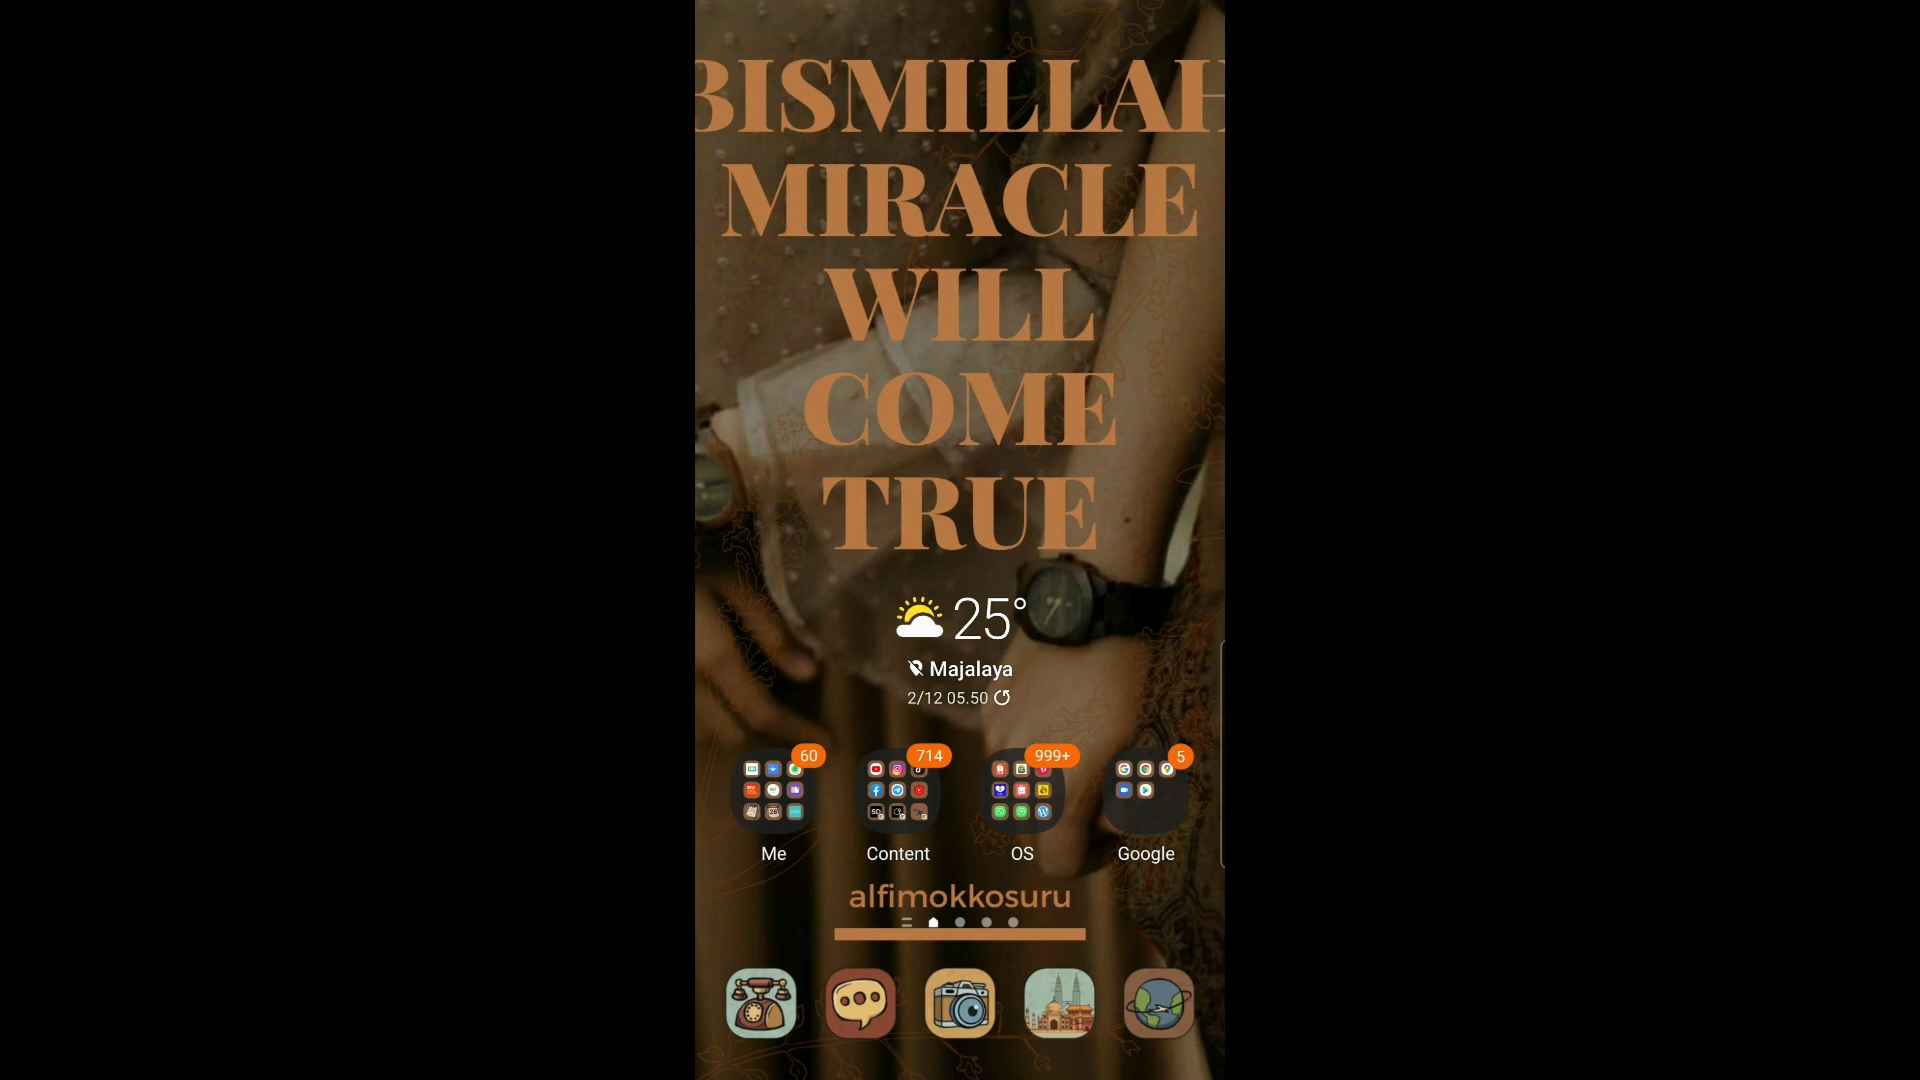 BISMILLAH
MIRACLE
WILL
COME
TRUE
25°
Majalaya
2/12 05.50
60
714
999+
5
Me
Content
OS
Google
alfimokkosuru